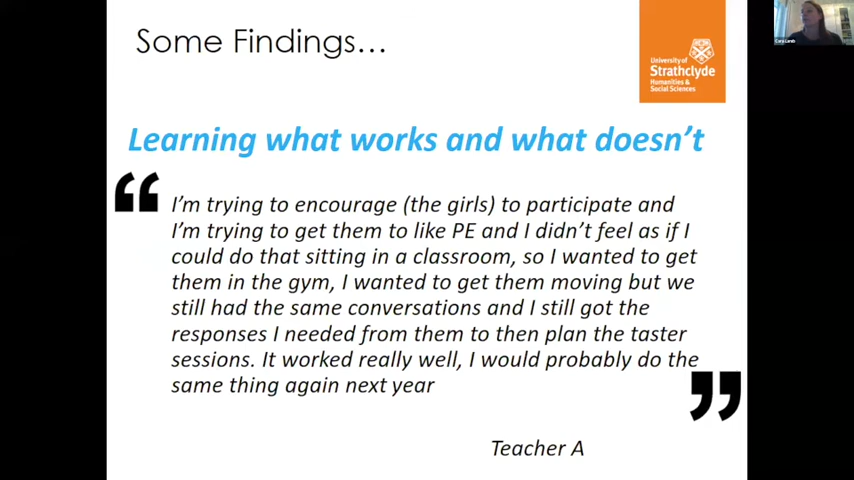 Some Findings...
University of
Strathclyde
Humanities &
Social Sciences
Cara Lamb
Learning what works and what doesn't
“
I'm trying to encourage (the girls) to participate and
I'm trying to get them to like PE and I didn't feel as if I
could do that sitting in a classroom, so I wanted to get
them in the gym, I wanted to get them moving but we
still had the same conversations and I still got the
responses I needed from them to then plan the taster
sessions. It worked really well, I would probably do the
same thing again next year
”
Teacher A